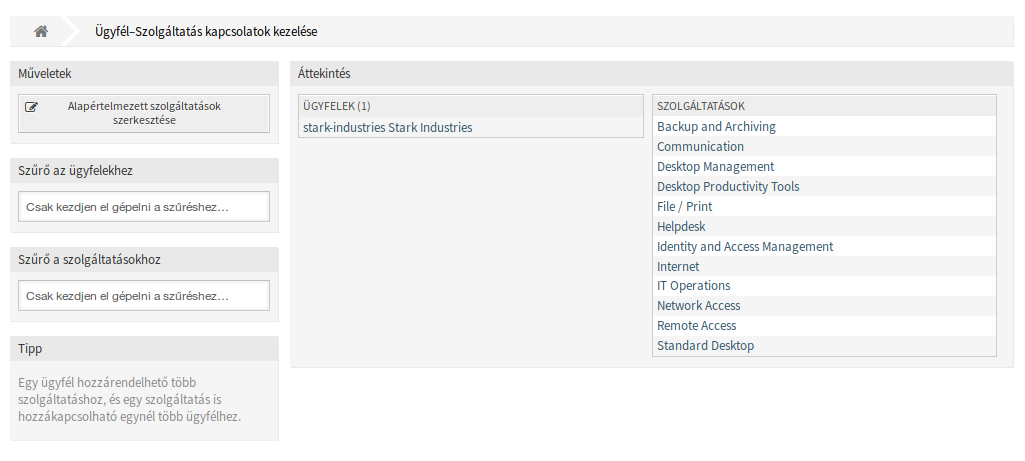 Ügyfél–Szolgáltatás kapcsolatok kezelése
Műveletek
Alapértelmezett szolgáltatások
szerkesztése
Szűrő az ügyfelekhez
Csak kezdjen el gépelni a szűréshez...
Szűrő a szolgáltatásokhoz
Csak kezdjen el gépelni a szűréshez...
Tipp
Egy ügyfél hozzárendelhető több
szolgáltatáshoz, és egy szolgáltatás is
hozzákapcsolható egynél több ügyfélhez.
Áttekintés
ÜGYFELEK (1)
stark-industries Stark Industries
SZOLGÁLTATÁSOK
Backup and Archiving
Communication
Desktop Management
Desktop Productivity Tools
File / Print
Helpdesk
Identity and Access Management
Internet
IT Operations
Network Access
Remote Access
Standard Desktop